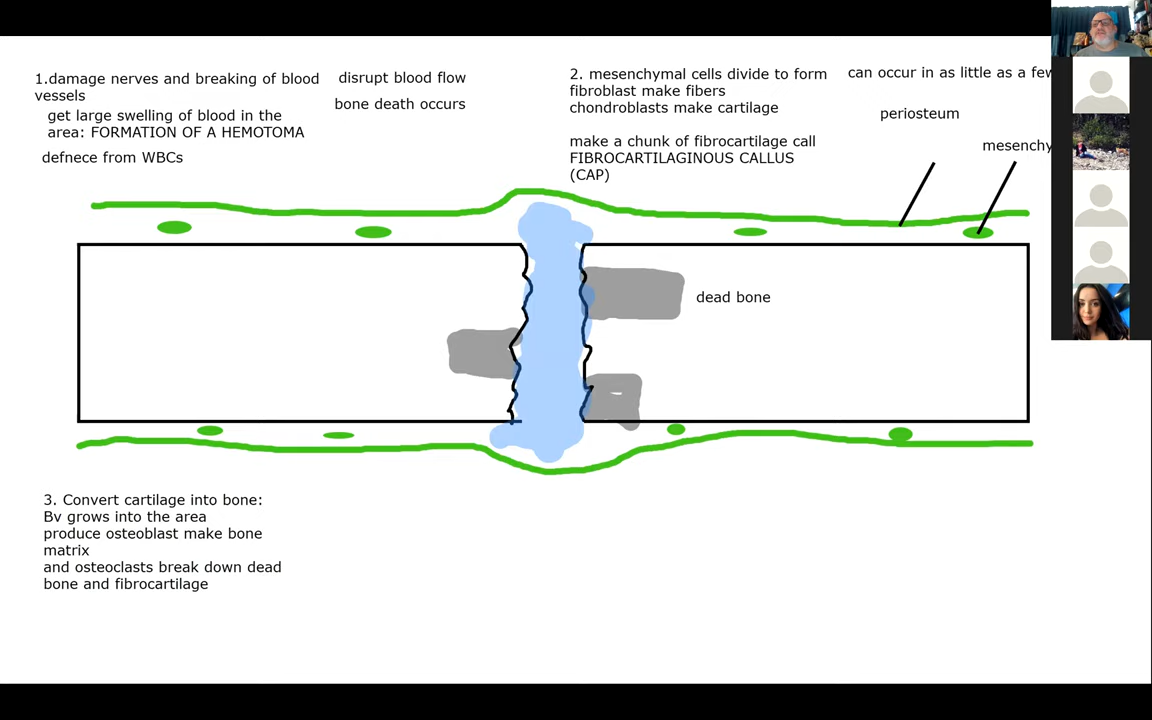 1.damage nerves and breaking of blood
vessels
get large swelling of blood in the
area: FORMATION OF A HEMOTOMA
defnece from WBCs
disrupt blood flow
bone death occurs
2. mesenchymal cells divide to form
fibroblast make fibers
chondroblasts make cartilage
make a chunk of fibrocartilage call
FIBROCARTILAGINOUS CALLUS
(CAP)
can occur in as little as a few
periosteum
mesenchy
dead bone
3. Convert cartilage into bone:
Bv grows into the area
produce osteoblast make bone
matrix
and osteoclasts break down dead
bone and fibrocartilage